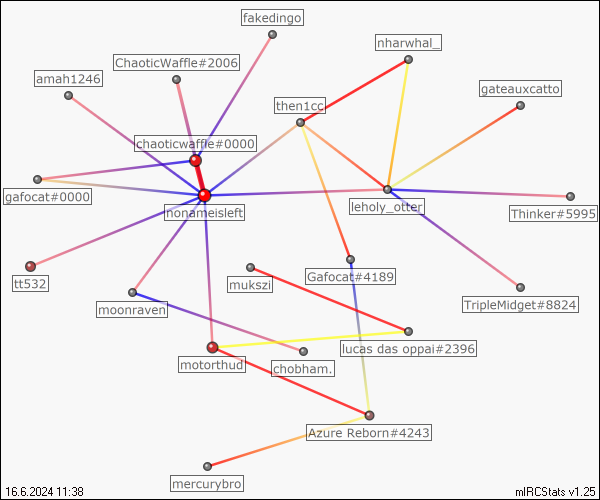 fakedingo
nharwhal_
ChaoticWaffle#2006
amah1246
gateauxcatto
then1cc
chaoticwaffle#0000
gafocat#0000
nonameisleft
leholy_otter
Thinker#5995
tt532
mukszi
Gafocat#4189
moonraven
TripleMidget#8824
lucas das oppai#2396
motorthud
chobham.
Azure Reborn#4243
mercurybro
16.6.2024 11:38
mIRCStats v1.25